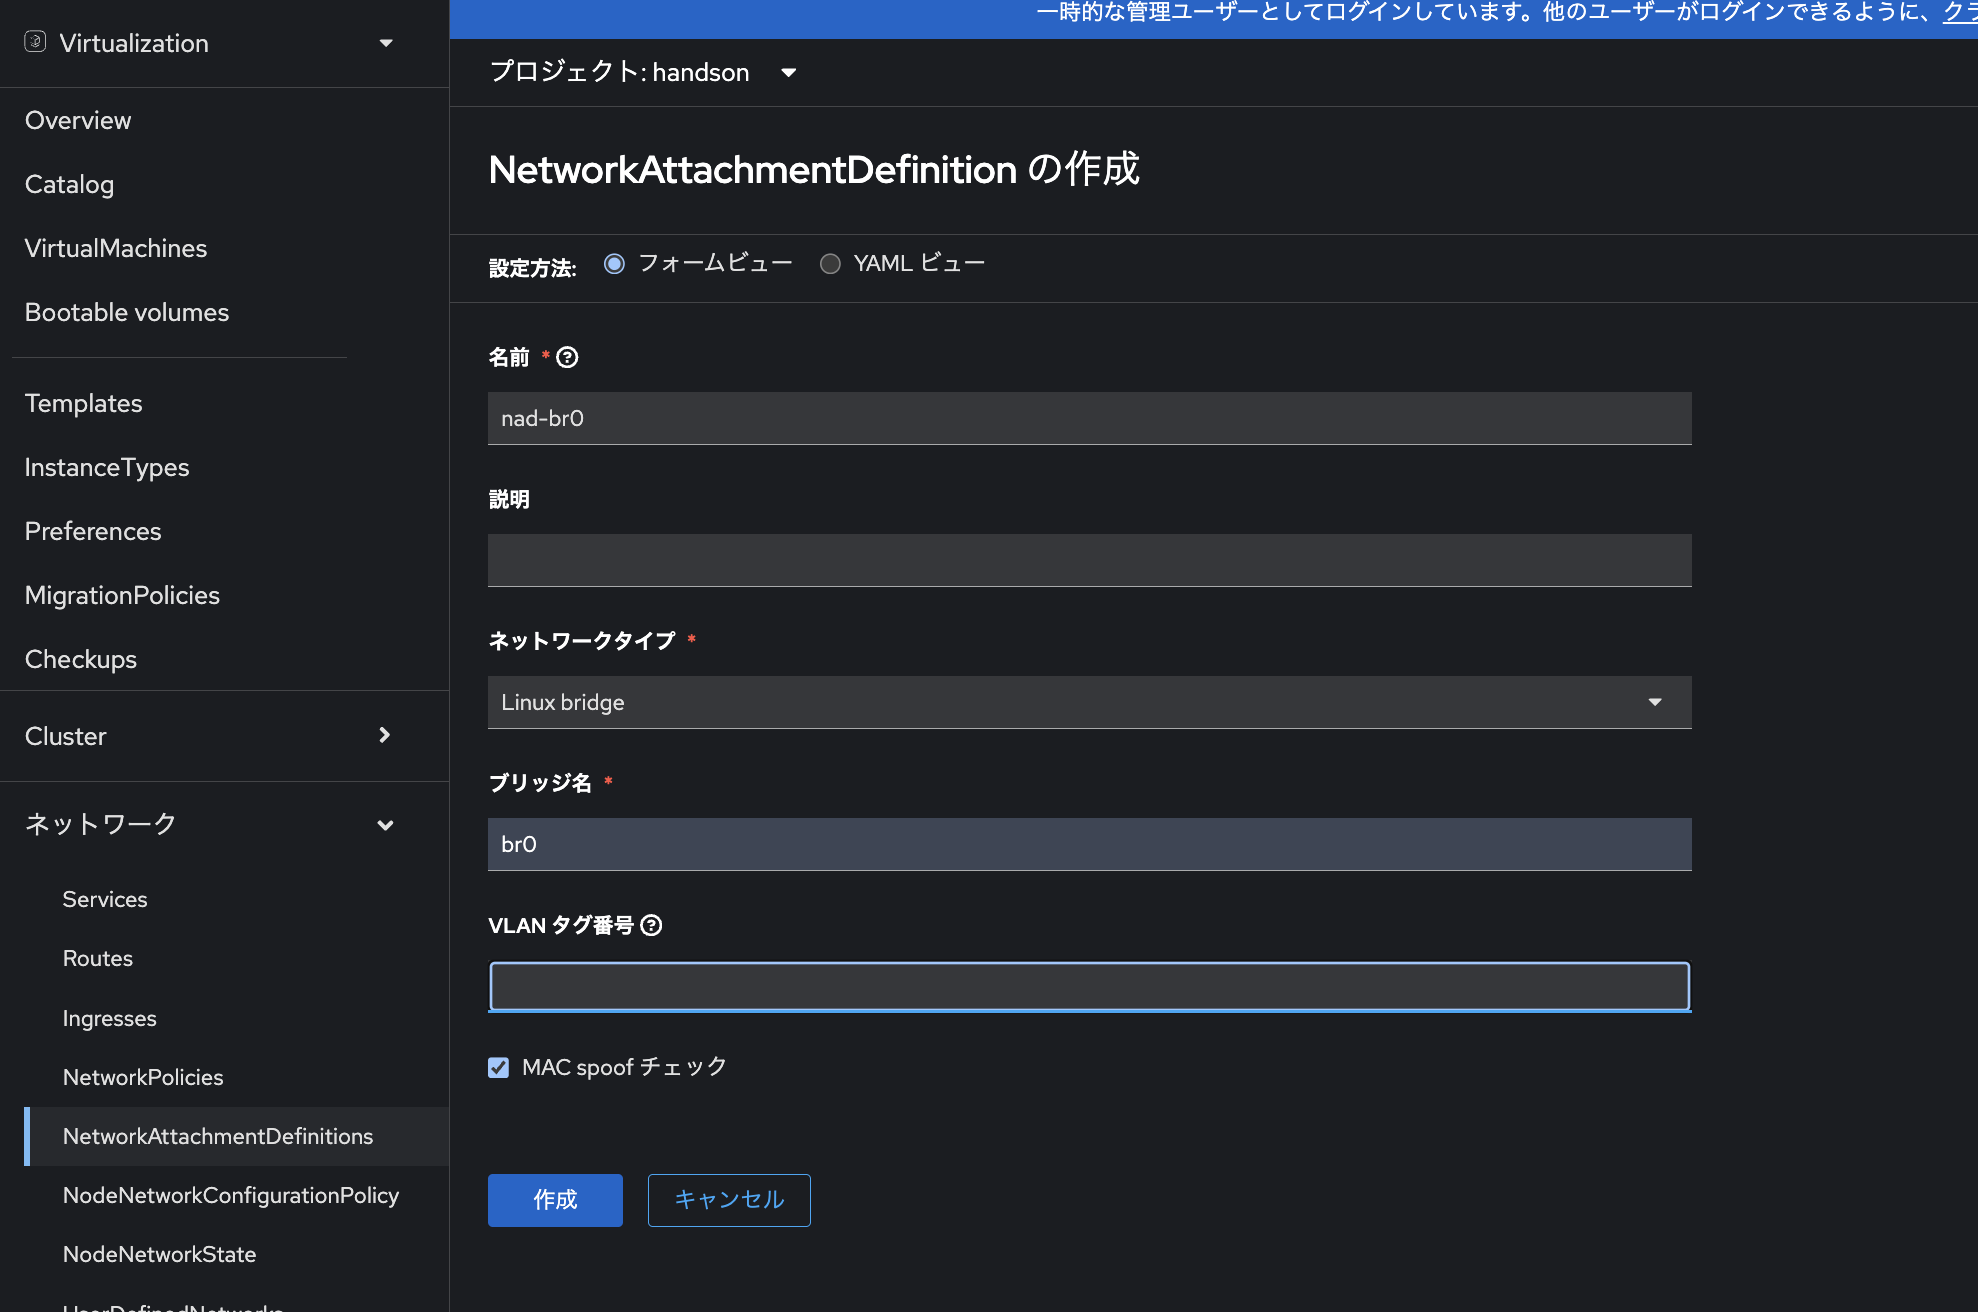 Virtualization
Overview
Catalog
VirtualMachines
Bootable volumes
Templates
InstanceTypes
Preferences
MigrationPolicies
Checkups
Cluster
ネットワーク
Services
Routes
Ingresses
NetworkPolicies
NetworkAttachmentDefinitions
NodeNetworkConfigurationPolicy
NodeNetworkState
UserDefinedNetworks
一時的な管理ユーザーとしてログインしています。他のユーザーがログインできるように、クラ
プロジェクト: handson
NetworkAttachmentDefinition の作成
設定方法: フォームビュー YAML ビュー
名前 *
nad-br0
説明
ネットワークタイプ *
Linux bridge
ブリッジ名 *
br0
VLAN タグ番号
MAC spoof チェック
作成 キャンセル